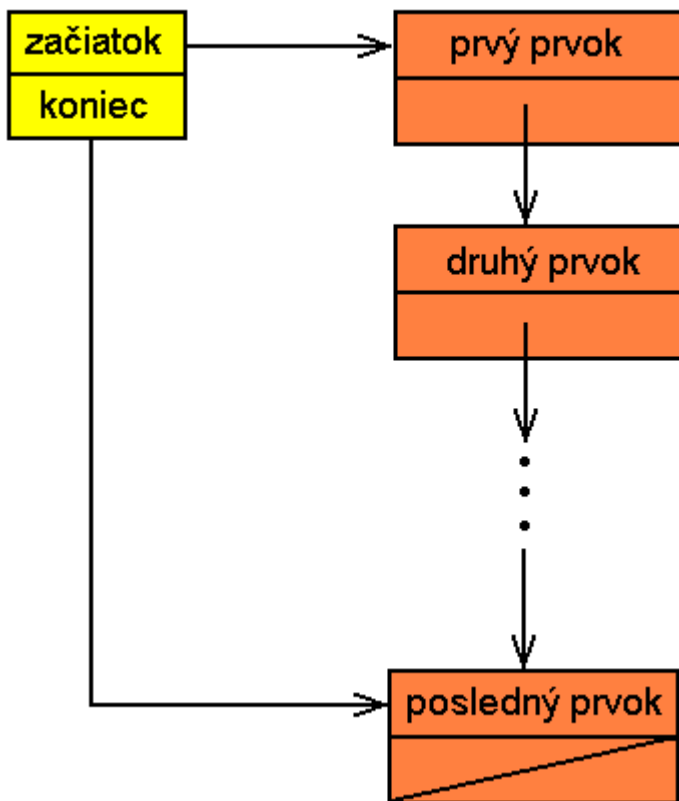 začiatok
koniec
prvý prvok
druhý prvok
posledný prvok